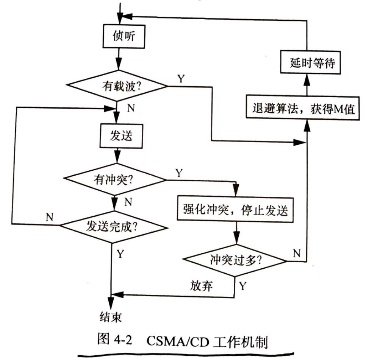 侦听
延时等待
有载波?
Y
N
退避算法，获得M值
发送
有冲突?
Y
N
强化冲突，停止发送
N
发送完成?
冲突过多?
N
Y
放弃
Y
结束
图 4-2 CSMA/CD 工作机制